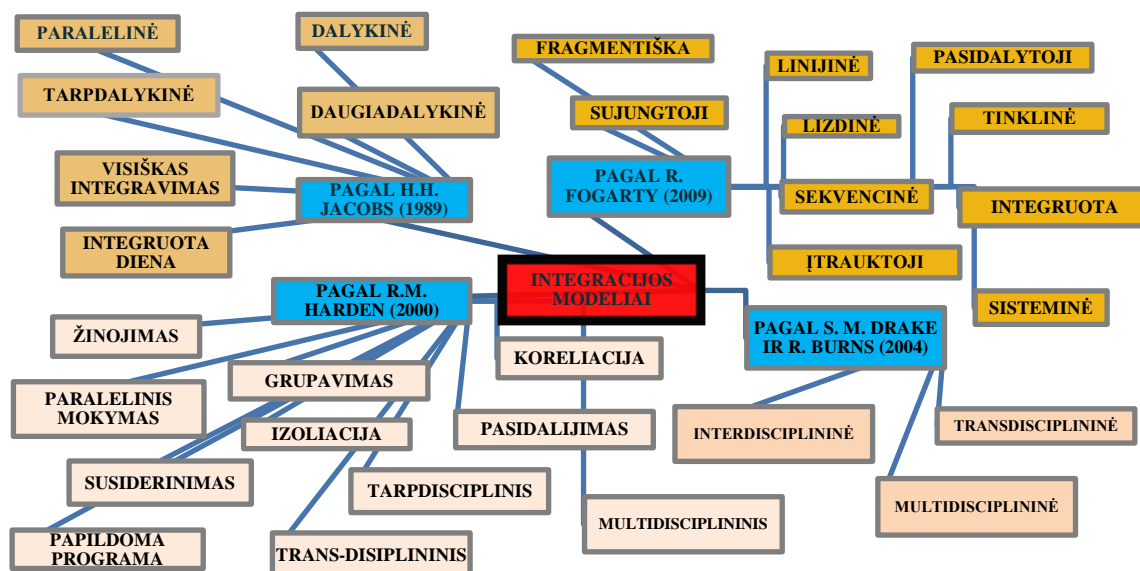 PARALELINĖ
DALYKINĖ
TARPDALYKINĖ
DAUGIADALYKINĖ
VISIŠKAS
INTEGRAVIMAS
PAGAL H.H.
JACOBS (1989)
INTEGRUOTA
DIENA
FRAGMENTIŠKA
SUJUNGTOJI
PAGAL R.
FOGARTY (2009)
LINIJINĖ
PASIDALYTOJI
LIZDINĖ
TINKLINĖ
SEKVENCINĖ
INTEGRUOTA
ĮTRAUKTOJI
SISTEMINĖ
INTEGRACIJOS
MODELIAI
PAGAL R.M.
HARDEN (2000)
ŽINOJIMAS
KORELIACIJA
GRUPAVIMAS
PARALELINIS
MOKYMAS
IZOLIACIJA
PASIDALIJIMAS
SUSIDERINIMAS
TARPDISCIPLINIS
MULTIDISCIPLININIS
PAPILDOMA
PROGRAMA
TRANS-DISIPLININIS
PAGAL S. M. DRAKE
IR R. BURNS (2004)
INTERDISCIPLININĖ
TRANSDISCIPLININĖ
MULTIDISCIPLININĖ